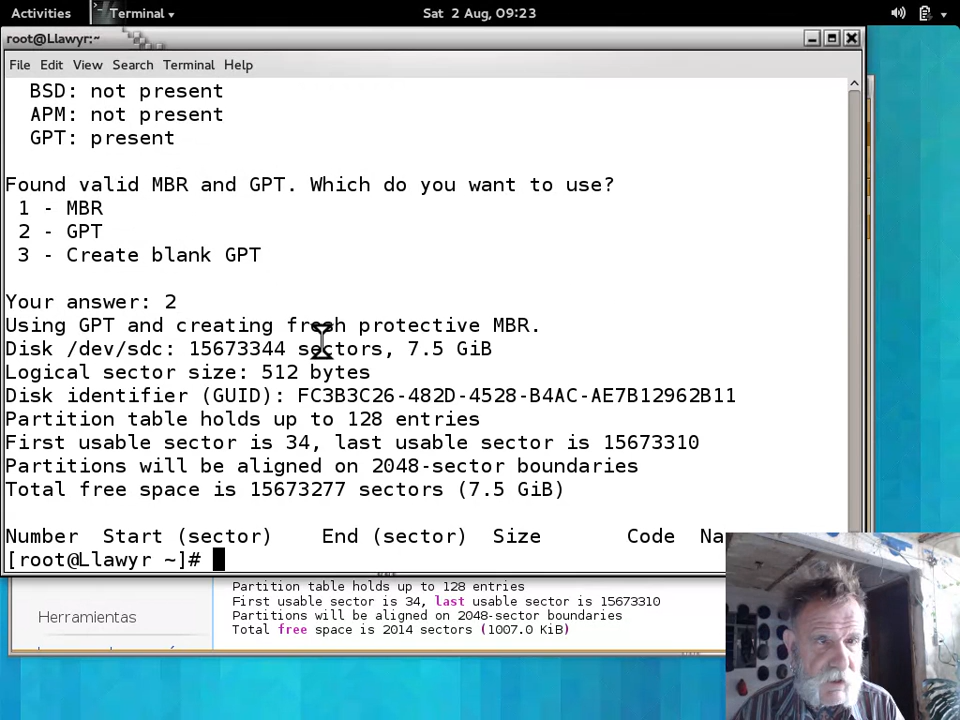 Activities
Terminal
Sat 2 Aug, 09:23
root@Llawyr:~
File Edit View Search Terminal Help
BSD: not present
APM: not present
GPT: present
Found valid MBR and GPT. Which do you want to use?
1 - MBR
2 - GPT
3 - Create blank GPT
Your answer: 2
Using GPT and creating fresh protective MBR.
Disk /dev/sdc: 15673344 sectors, 7.5 GiB
Logical sector size: 512 bytes
Disk identifier (GUID): FC3B3C26-482D-4528-B4AC-AE7B12962B11
Partition table holds up to 128 entries
First usable sector is 34, last usable sector is 15673310
Partitions will be aligned on 2048-sector boundaries
Total free space is 15673277 sectors (7.5 GiB)
Number Start (sector) End (sector) Size Code Na
[root@Llawyr ~]#
Partition table holds up to 128 entries
Herramientas
First usable sector is 34, last usable sector is 15673310
Partitions will be aligned on 2048-sector boundaries
Total free space is 2014 sectors (1007.0 KiB)